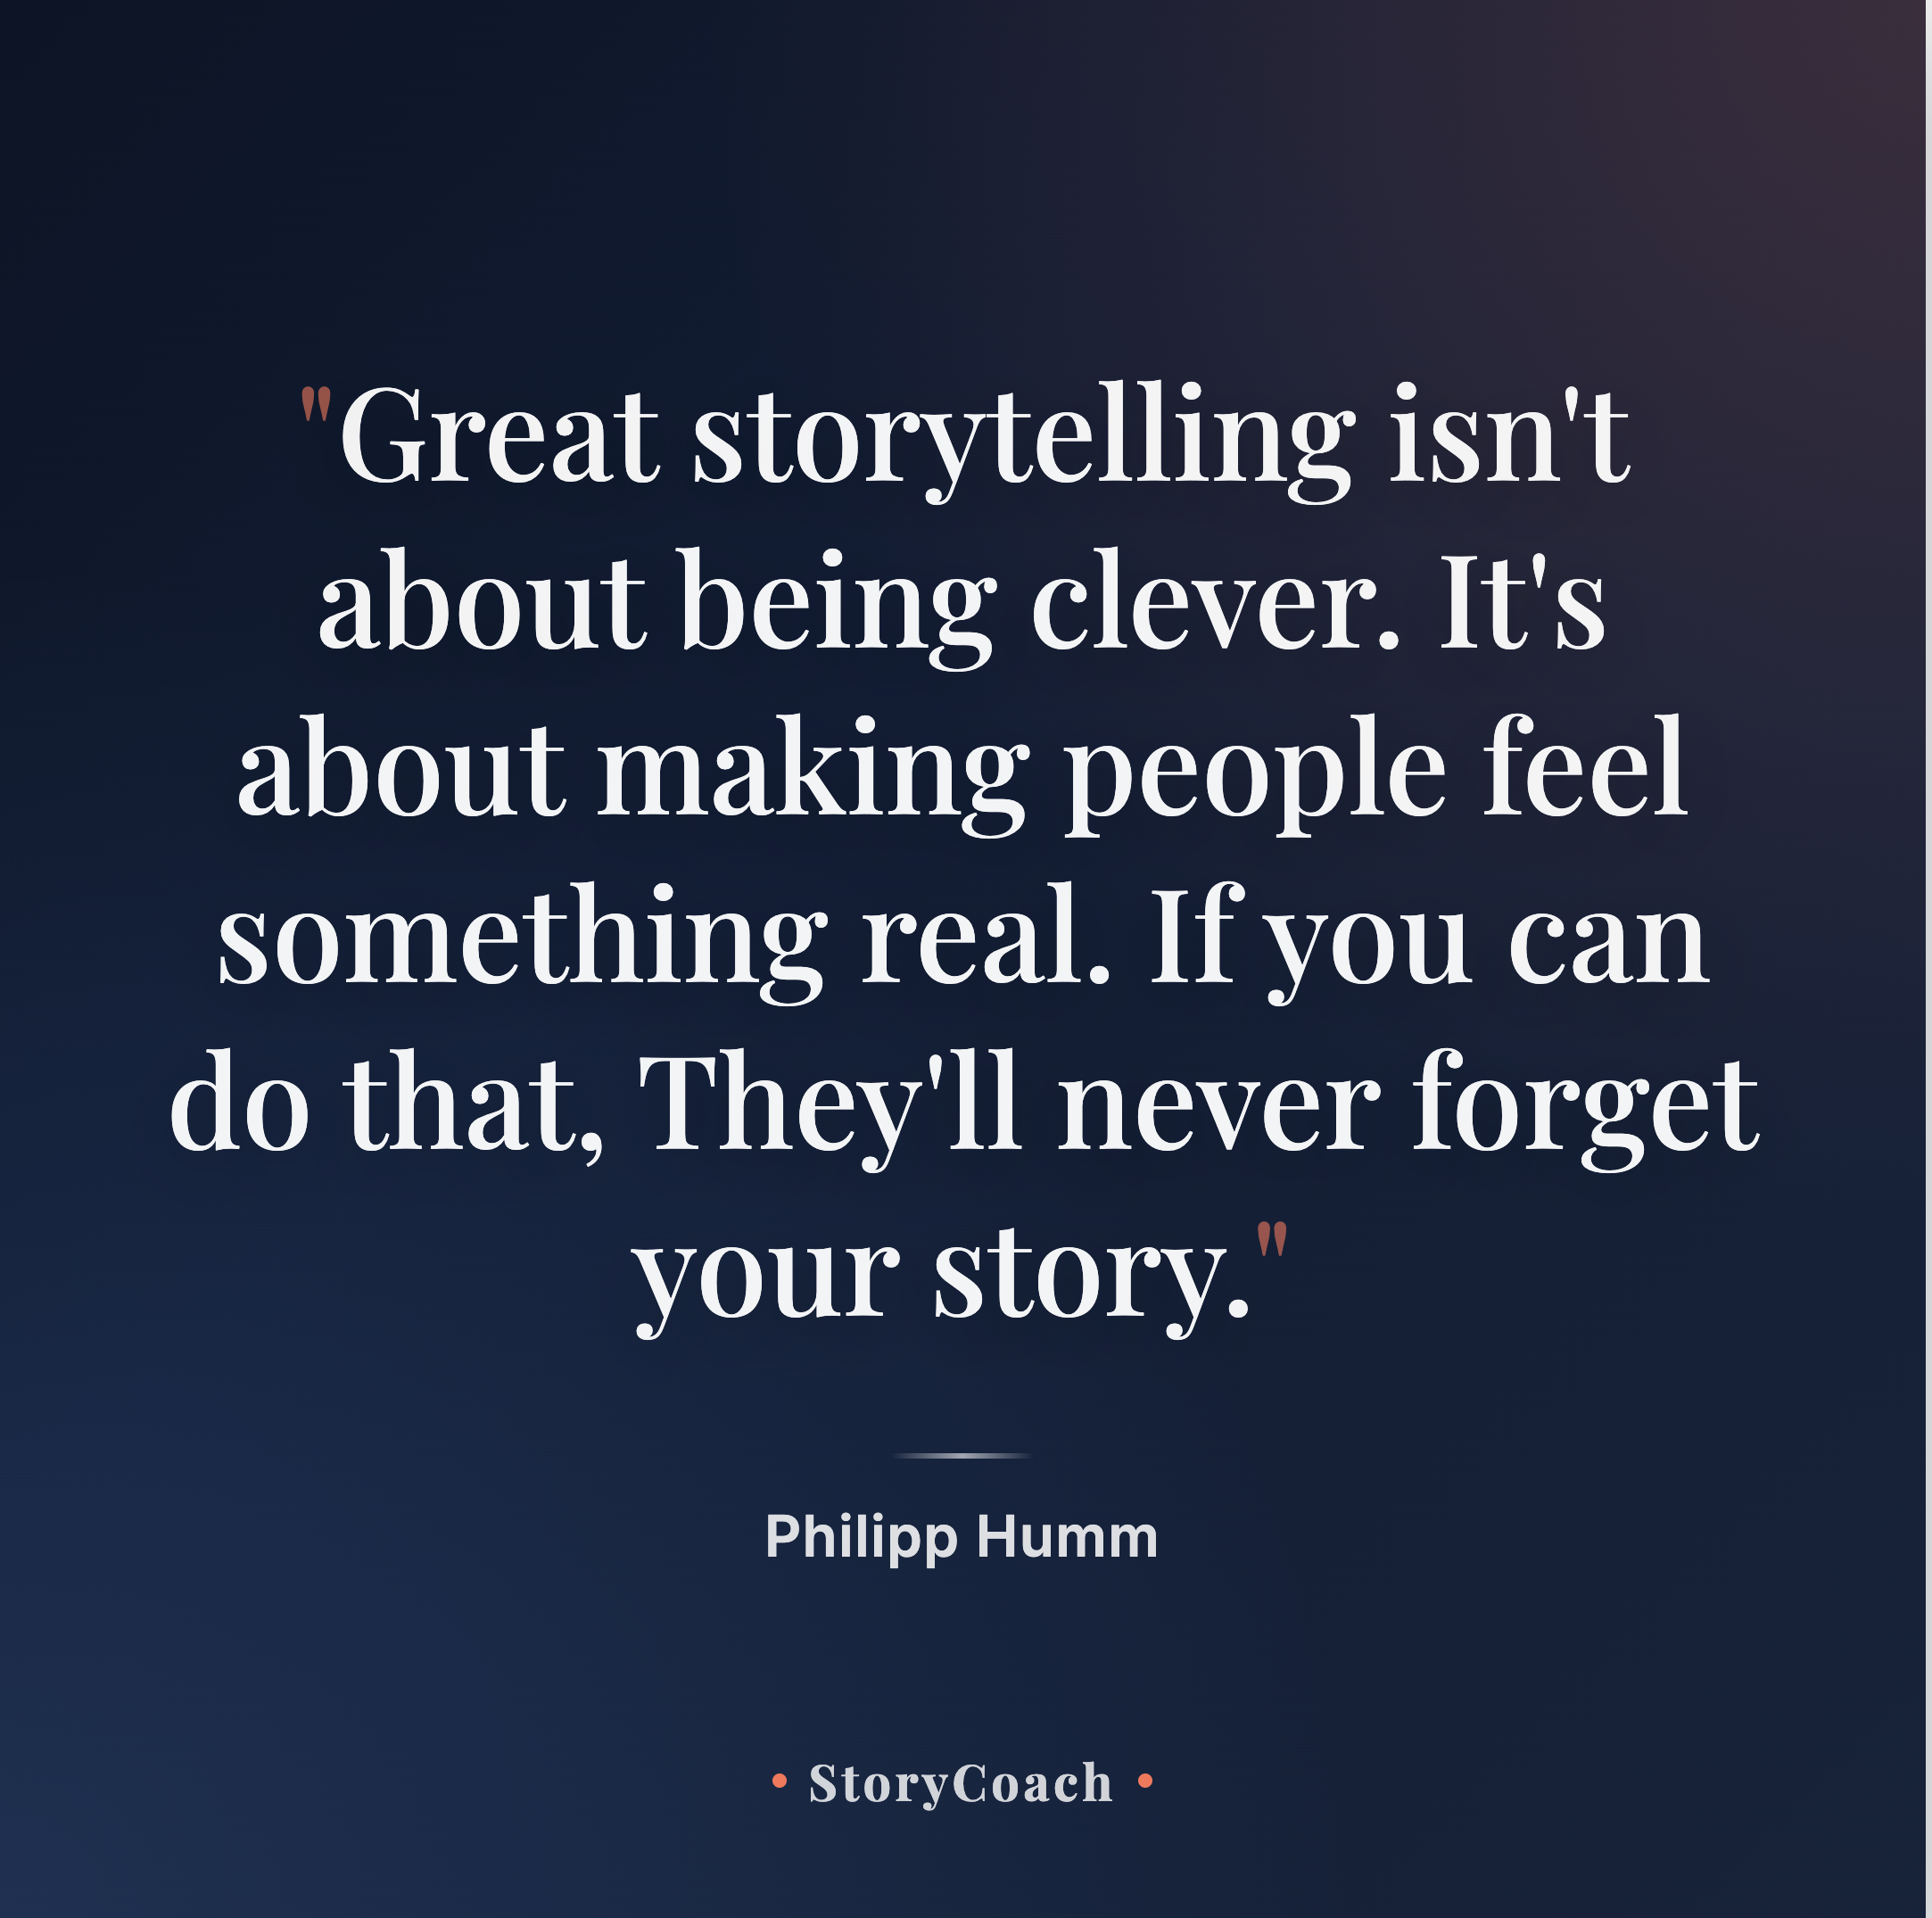 "Great storytelling isn't
about being clever. It's
about making people feel
something real. If you can
do that, They'll never forget
your story."
Philipp Humm
• StoryCoach •